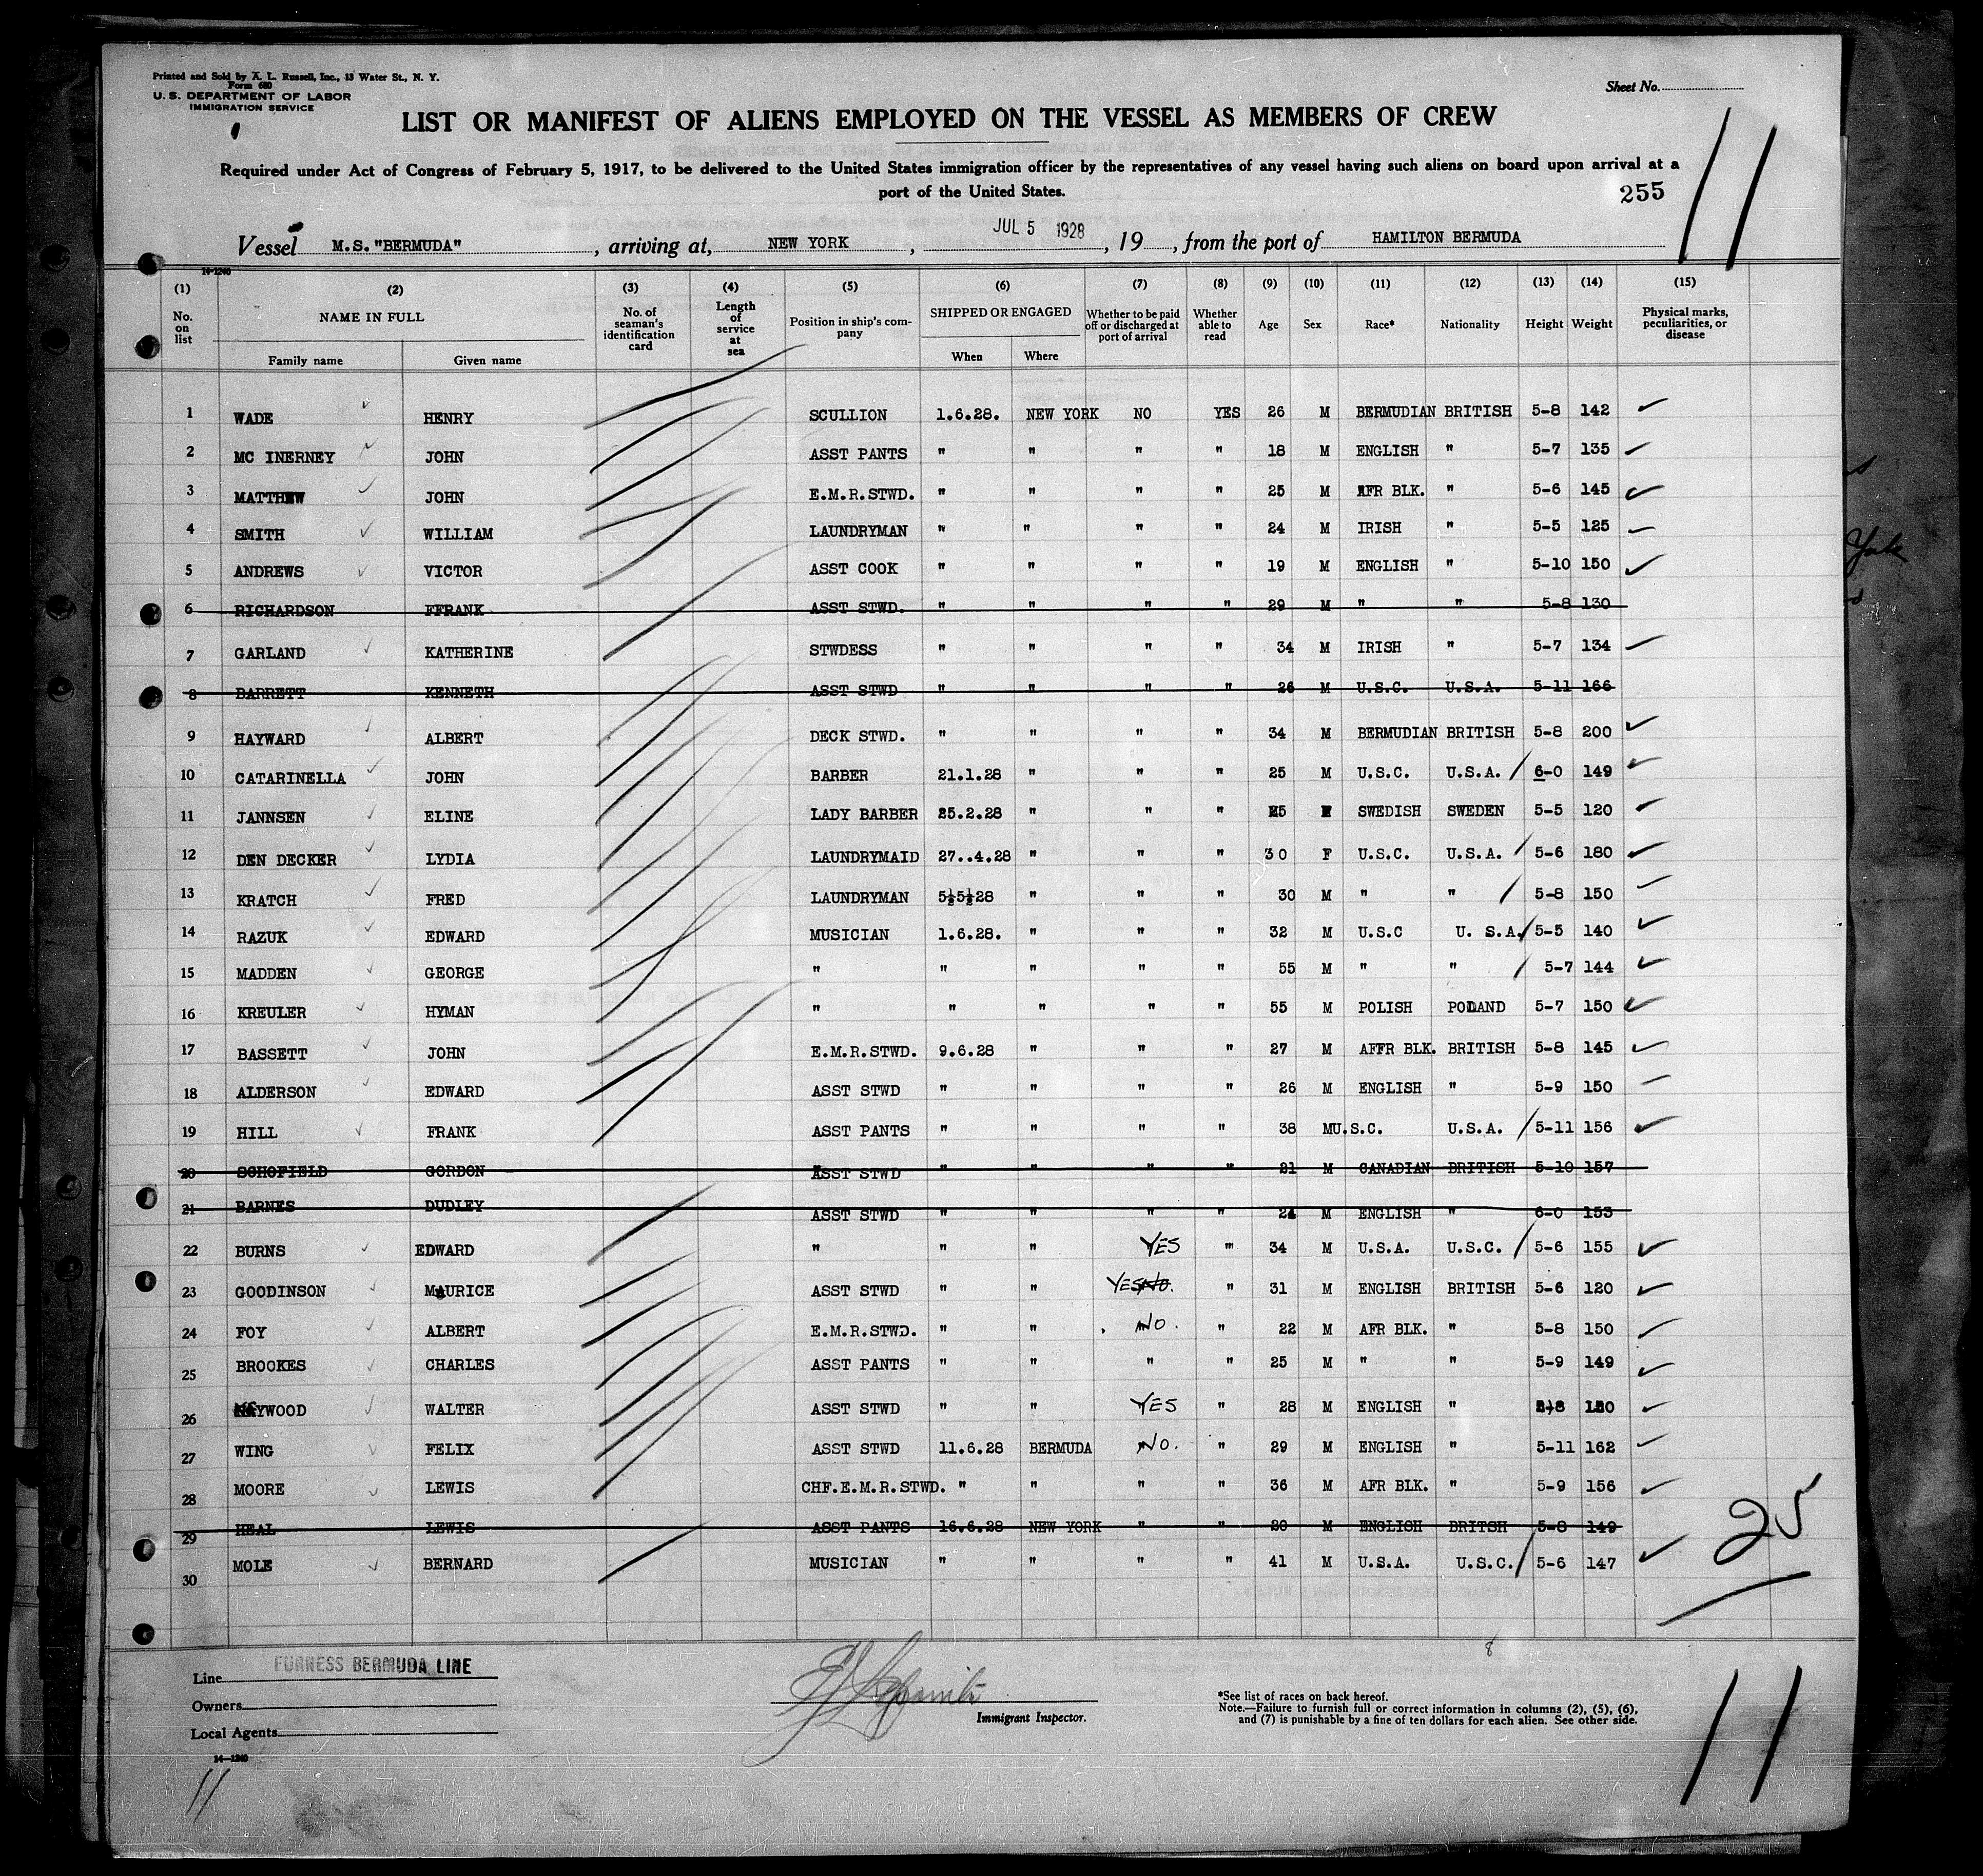 Printed and Sold by A. L. Russell, Inc., 13 Water St., N. Y.
Form 680
U. S. DEPARTMENT OF LABOR
IMMIGRATION SERVICE
Sheet No.
LIST OR MANIFEST OF ALIENS EMPLOYED ON THE VESSEL AS MEMBERS OF CREW
Required under Act of Congress of February 5, 1917, to be delivered to the United States immigration officer by the representatives of any vessel having such aliens on board upon arrival at a
port of the United States.
255
11
Vessel M.S. "BERMUDA", arriving at, NEW YORK, JUL 5 1928, 19, from the port of HAMILTON BERMUDA
14-1240
(1) (2) (3) (4) (5) (6) (7) (8) (9) (10) (11) (12) (13) (14) (15)
No. on list NAME IN FULL Family name Given name No. of seaman's identification card Length of service at sea Position in ship's company SHIPPED OR ENGAGED When Where Whether to be paid off or discharged at port of arrival Whether able to read Age Sex Race* Nationality Height Weight Physical marks, peculiarities, or disease
1 WADE HENRY SCULLION 1.6.28. NEW YORK NO YES 26 M BERMUDIAN BRITISH 5-8 142
2 MC INERNEY JOHN ASST PANTS " " " " 18 M ENGLISH " 5-7 135
3 MATTHEW JOHN E.M.R.STWD. " " " " 25 M AFR BLK. " 5-6 145
4 SMITH WILLIAM LAUNDRYMAN " " " " 24 M IRISH " 5-5 125
5 ANDREWS VICTOR ASST COOK " " " " 19 M ENGLISH " 5-10 150
6 RICHARDSON FFRANK ASST STWD. " " " " 29 M " " 5-8 130
7 GARLAND KATHERINE STWDESS " " " " 34 M IRISH " 5-7 134
8 BARRETT KENNETH ASST STWD " " " " 26 M U.S.C. U.S.A. 5-11 166
9 HAYWARD ALBERT DECK STWD. " " " " 34 M BERMUDIAN BRITISH 5-8 200
10 CATARINELLA JOHN BARBER 21.1.28 " " " 25 M U.S.C. U.S.A. 6-0 149
11 JANNSEN ELINE LADY BARBER 25.2.28 " " " 5 SWEDISH SWEDEN 5-5 120
12 DEN DECKER LYDIA LAUNDRYMAID 27..4.28 " " " 30 F U.S.C. U.S.A. 5-6 180
13 KRATCH FRED LAUNDRYMAN 5½5½28 " " " 30 M " " 5-8 150
14 RAZUK EDWARD MUSICIAN 1.6.28. " " " 32 M U.S.C U. S.A. 5-5 140
15 MADDEN GEORGE " " " " " 55 M " " 5-7 144
16 KREULER HYMAN " " " " " 55 M POLISH POLAND 5-7 150
17 BASSETT JOHN E.M.R.STWD. 9.6.28 " " " 27 M AFFR BLK. BRITISH 5-8 145
18 ALDERSON EDWARD ASST STWD " " " " 26 M ENGLISH " 5-9 150
19 HILL FRANK ASST PANTS " " " " 38 MU.S.C. U.S.A. 5-11 156
20 SCHOFIELD GORDON ASST STWD " " " " 21 M CANADIAN BRITISH 5-10 157
21 BARNES DUDLEY ASST STWD " " " " 24 M ENGLISH " 6-0 153
22 BURNS EDWARD " " " YES " 34 M U.S.A. U.S.C. 5-6 155
23 GOODINSON MAURICE ASST STWD " " YES NO. " 31 M ENGLISH BRITISH 5-6 120
24 FOY ALBERT E.M.R.STWD. " " NO. " 22 M AFR BLK. " 5-8 150
25 BROOKES CHARLES ASST PANTS " " " " 25 M " " 5-9 149
26 YWOOD WALTER ASST STWD " " YES " 28 M ENGLISH "
27 WING FELIX ASST STWD 11.6.28 BERMUDA NO. " 29 M ENGLISH " 5-11 162
28 MOORE LEWIS CHF.E.M.R.STWD. " " " " 36 M AFR BLK. " 5-9 156
29 HEAL LEWIS ASST PANTS 16.6.28 NEW YORK " " 20 M ENGLISH BRITSH 5-8 149
30 MOLE BERNARD MUSICIAN " " " " 41 M U.S.A. U.S.C. 5-6 147
25
8
Line FURNESS BERMUDA LINE
Owners
Local Agents
14-1240
Immigrant Inspector.
*See list of races on back hereof.
Note.—Failure to furnish full or correct information in columns (2), (5), (6),
and (7) is punishable by a fine of ten dollars for each alien. See other side.
11
11